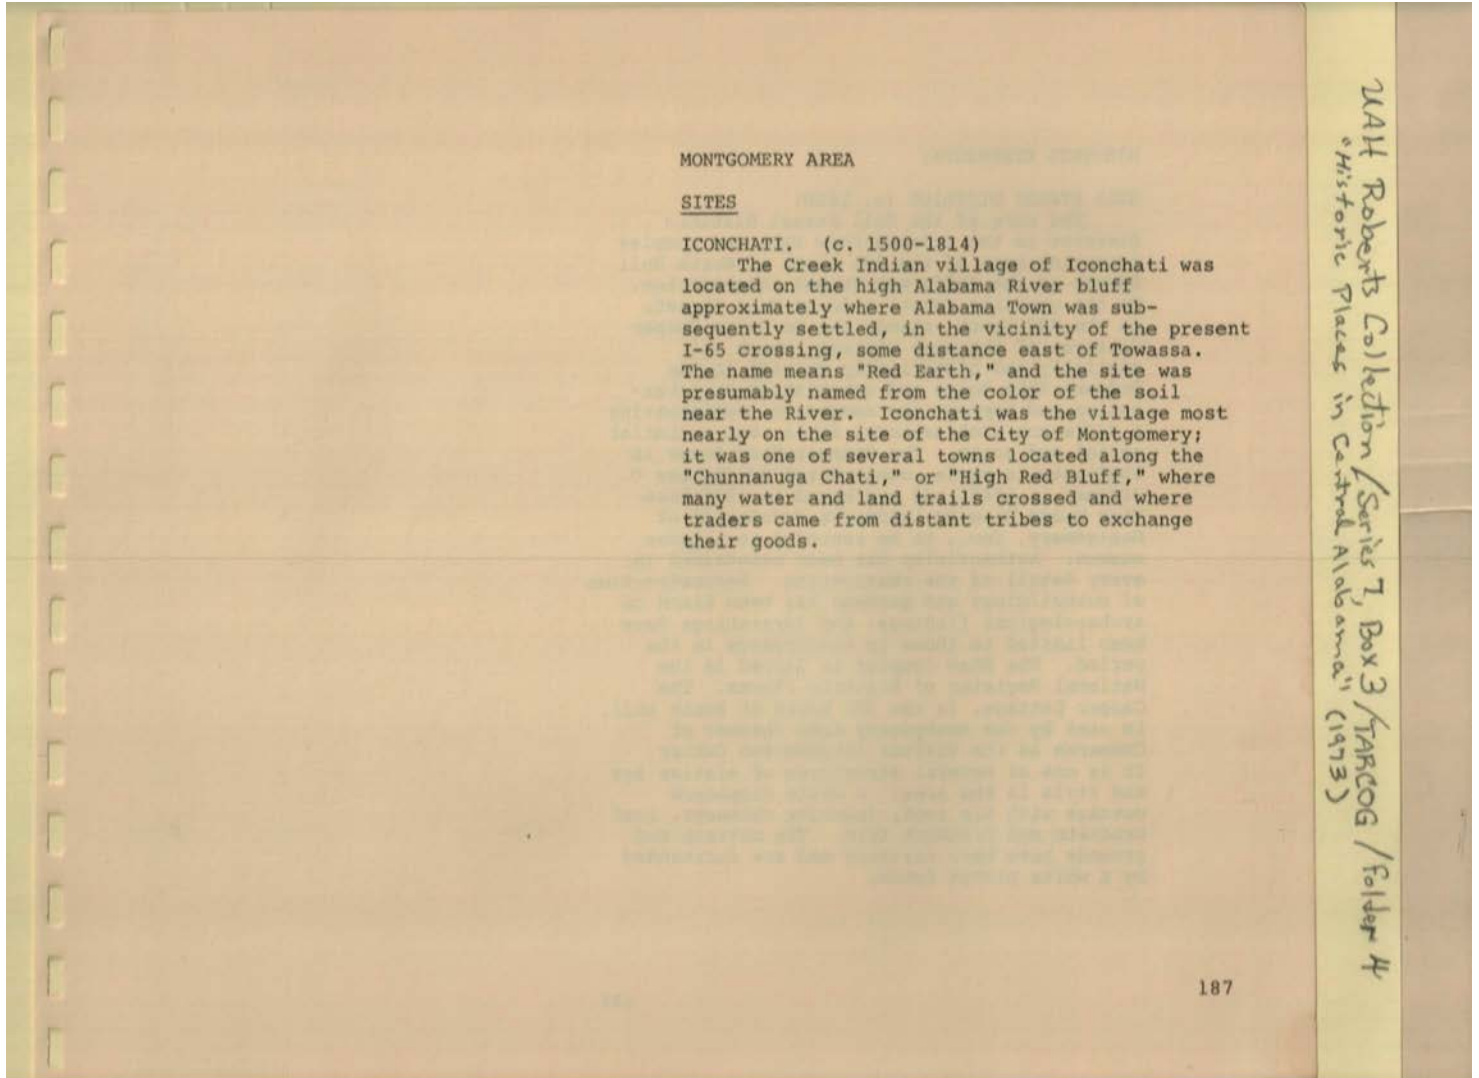 MONTGOMERY AREA
SITES
ICONCHATI. (c. 1500-1814)
The Creek Indian village of Iconchati was
located on the high Alabama River bluff
approximately where Alabama Town was sub-
sequently settled, in the vicinity of the present
I-65 crossing, some distance east of Towassa.
The name means "Red Earth," and the site was
presumably named from the color of the soil
near the River. Iconchati was the village most
nearly on the site of the City of Montgomery;
it was one of several towns located along the
"Chunnanuga Chati," or "High Red Bluff," where
many water and land trails crossed and where
traders came from distant tribes to exchange
their goods.
187
UAH Roberts Collection/Series 7, Box 3/TARCOG/Folder 4
"Historic Places in Central Alabama" (1973)